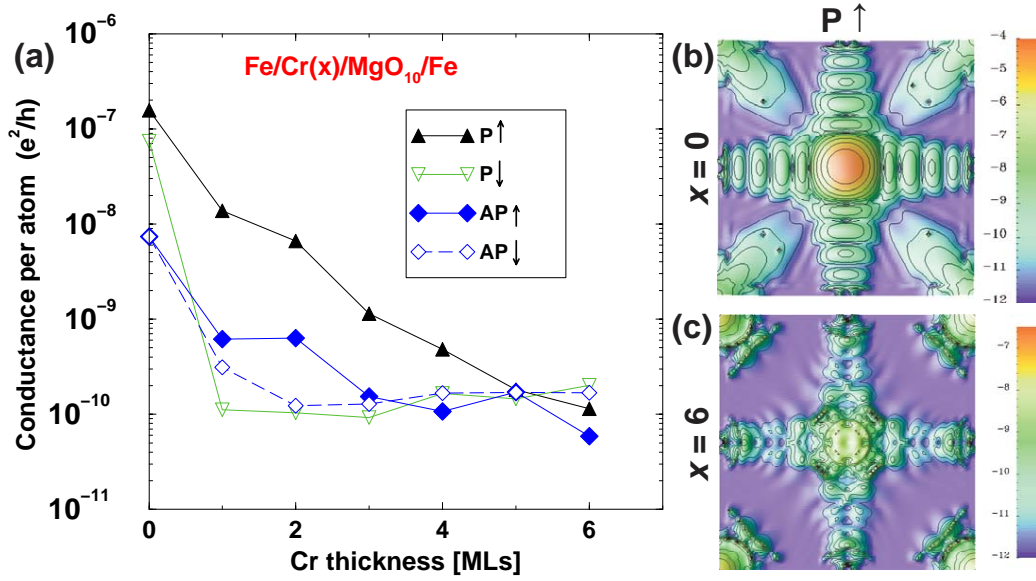 (a)
Fe/Cr(x)/MgO₁₀/Fe
P↑
P↓
AP↑
AP↓
Conductance per atom (e²/h)
10⁻⁶
10⁻⁷
10⁻⁸
10⁻⁹
10⁻¹⁰
10⁻¹¹
0 2 4 6
Cr thickness [MLs]
P ↑
(b)
x = 0
−4
−5
−6
−7
−8
−9
−10
−11
−12
(c)
x = 6
−7
−8
−9
−10
−11
−12